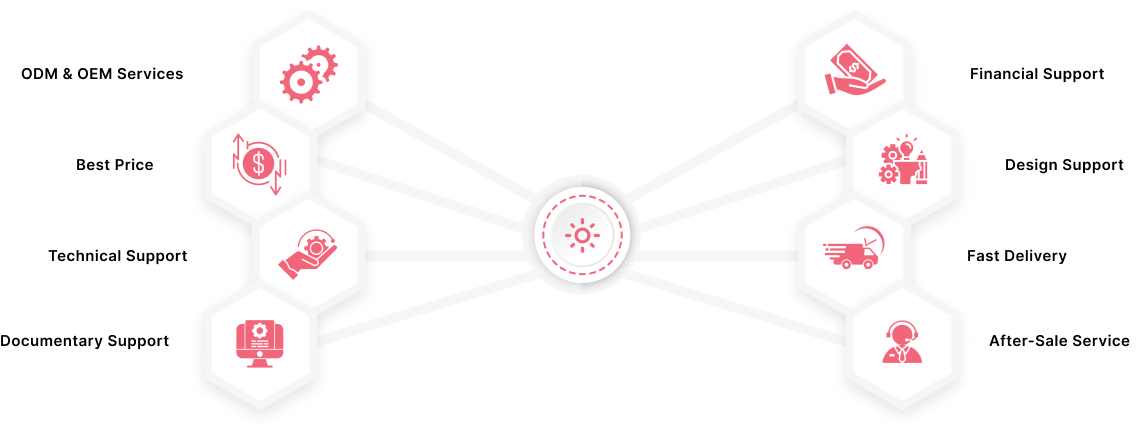 ODM & OEM Services
Financial Support
Best Price
Design Support
Technical Support
Fast Delivery
Documentary Support
After-Sale Service